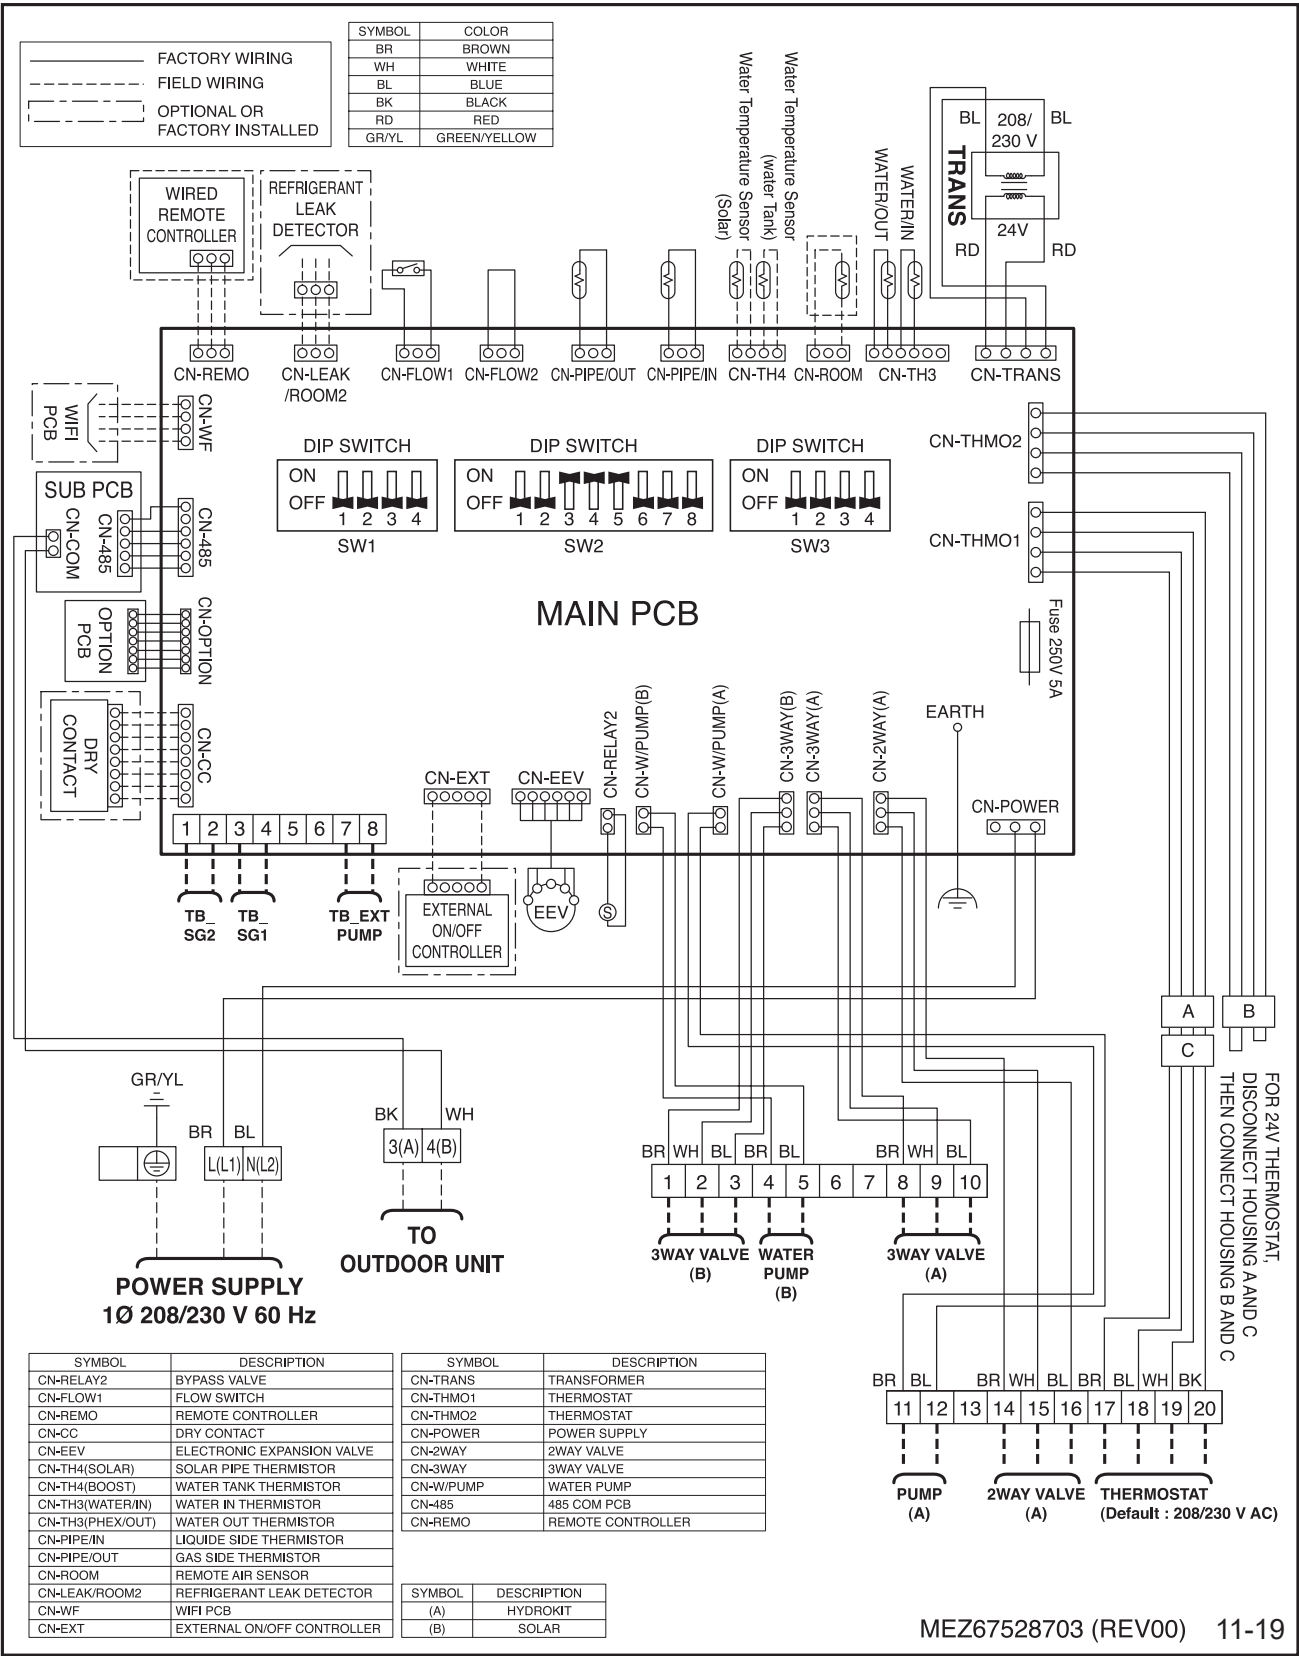 FACTORY WIRING
FIELD WIRING
OPTIONAL OR
FACTORY INSTALLED
SYMBOL COLOR
BR BROWN
WH WHITE
BL BLUE
BK BLACK
RD RED
GR/YL GREEN/YELLOW
WIRED
REMOTE
CONTROLLER
REFRIGERANT
LEAK
DETECTOR
Water Temperature Sensor
(Solar)
Water Temperature Sensor
(water Tank)
WATER/OUT
WATER/IN
TRANS
BL 208/ BL
230 V
24V
RD RD
CN-REMO
CN-LEAK
/ROOM2
CN-FLOW1
CN-FLOW2
CN-PIPE/OUT
CN-PIPE/IN
CN-TH4
CN-ROOM
CN-TH3
CN-TRANS
WIFI
PCB
CN-WF
CN-THMO2
CN-THMO1
DIP SWITCH
ON
OFF
1 2 3 4
SW1
DIP SWITCH
ON
OFF
1 2 3 4 5 6 7 8
SW2
DIP SWITCH
ON
OFF
1 2 3 4
SW3
SUB PCB
CN-COM
CN-485
CN-485
MAIN PCB
Fuse 250V 5A
OPTION
PCB
CN-OPTION
DRY
CONTACT
CN-CC
CN-EXT
CN-EEV
CN-RELAY2
CN-W/PUMP(B)
CN-W/PUMP(A)
CN-3WAY(B)
CN-3WAY(A)
CN-2WAY(A)
EARTH
CN-POWER
1 2 3 4 5 6 7 8
TB_
SG2
TB_
SG1
TB_EXT
PUMP
EXTERNAL
ON/OFF
CONTROLLER
EEV
S
A B
C
FOR 24V THERMOSTAT,
DISCONNECT HOUSING A AND C
THEN CONNECT HOUSING B AND C
GR/YL
BR BL
L(L1) N(L2)
BK WH
3(A) 4(B)
TO
OUTDOOR UNIT
POWER SUPPLY
1Ø 208/230 V 60 Hz
BR WH BL BR BL BR WH BL
1 2 3 4 5 6 7 8 9 10
3WAY VALVE
(B)
WATER
PUMP
(B)
3WAY VALVE
(A)
BR BL BR WH BL BR BL WH BK
11 12 13 14 15 16 17 18 19 20
PUMP
(A)
2WAY VALVE
(A)
THERMOSTAT
(Default : 208/230 V AC)
SYMBOL DESCRIPTION
CN-RELAY2 BYPASS VALVE
CN-FLOW1 FLOW SWITCH
CN-REMO REMOTE CONTROLLER
CN-CC DRY CONTACT
CN-EEV ELECTRONIC EXPANSION VALVE
CN-TH4(SOLAR) SOLAR PIPE THERMISTOR
CN-TH4(BOOST) WATER TANK THERMISTOR
CN-TH3(WATER/IN) WATER IN THERMISTOR
CN-TH3(PHEX/OUT) WATER OUT THERMISTOR
CN-PIPE/IN LIQUIDE SIDE THERMISTOR
CN-PIPE/OUT GAS SIDE THERMISTOR
CN-ROOM REMOTE AIR SENSOR
CN-LEAK/ROOM2 REFRIGERANT LEAK DETECTOR
CN-WF WIFI PCB
CN-EXT EXTERNAL ON/OFF CONTROLLER
SYMBOL DESCRIPTION
CN-TRANS TRANSFORMER
CN-THMO1 THERMOSTAT
CN-THMO2 THERMOSTAT
CN-POWER POWER SUPPLY
CN-2WAY 2WAY VALVE
CN-3WAY 3WAY VALVE
CN-W/PUMP WATER PUMP
CN-485 485 COM PCB
CN-REMO REMOTE CONTROLLER
SYMBOL DESCRIPTION
(A) HYDROKIT
(B) SOLAR
MEZ67528703 (REV00) 11-19